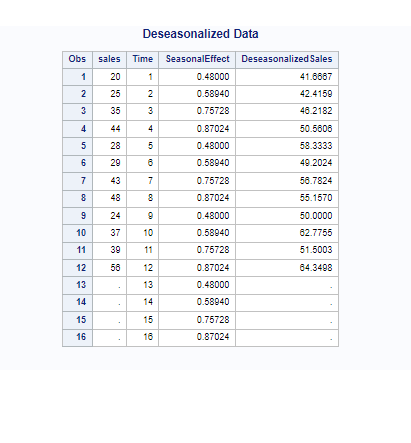 Deseasonalized Data
Obs sales Time SeasonalEffect DeseasonalizedSales
1 20 1 0.48000 41.6667
2 25 2 0.58940 42.4159
3 35 3 0.75728 46.2182
4 44 4 0.87024 50.5606
5 28 5 0.48000 58.3333
6 29 6 0.58940 49.2024
7 43 7 0.75728 56.7824
8 48 8 0.87024 55.1570
9 24 9 0.48000 50.0000
10 37 10 0.58940 62.7755
11 39 11 0.75728 51.5003
12 56 12 0.87024 64.3498
13 . 13 0.48000 .
14 . 14 0.58940 .
15 . 15 0.75728 .
16 . 16 0.87024 .